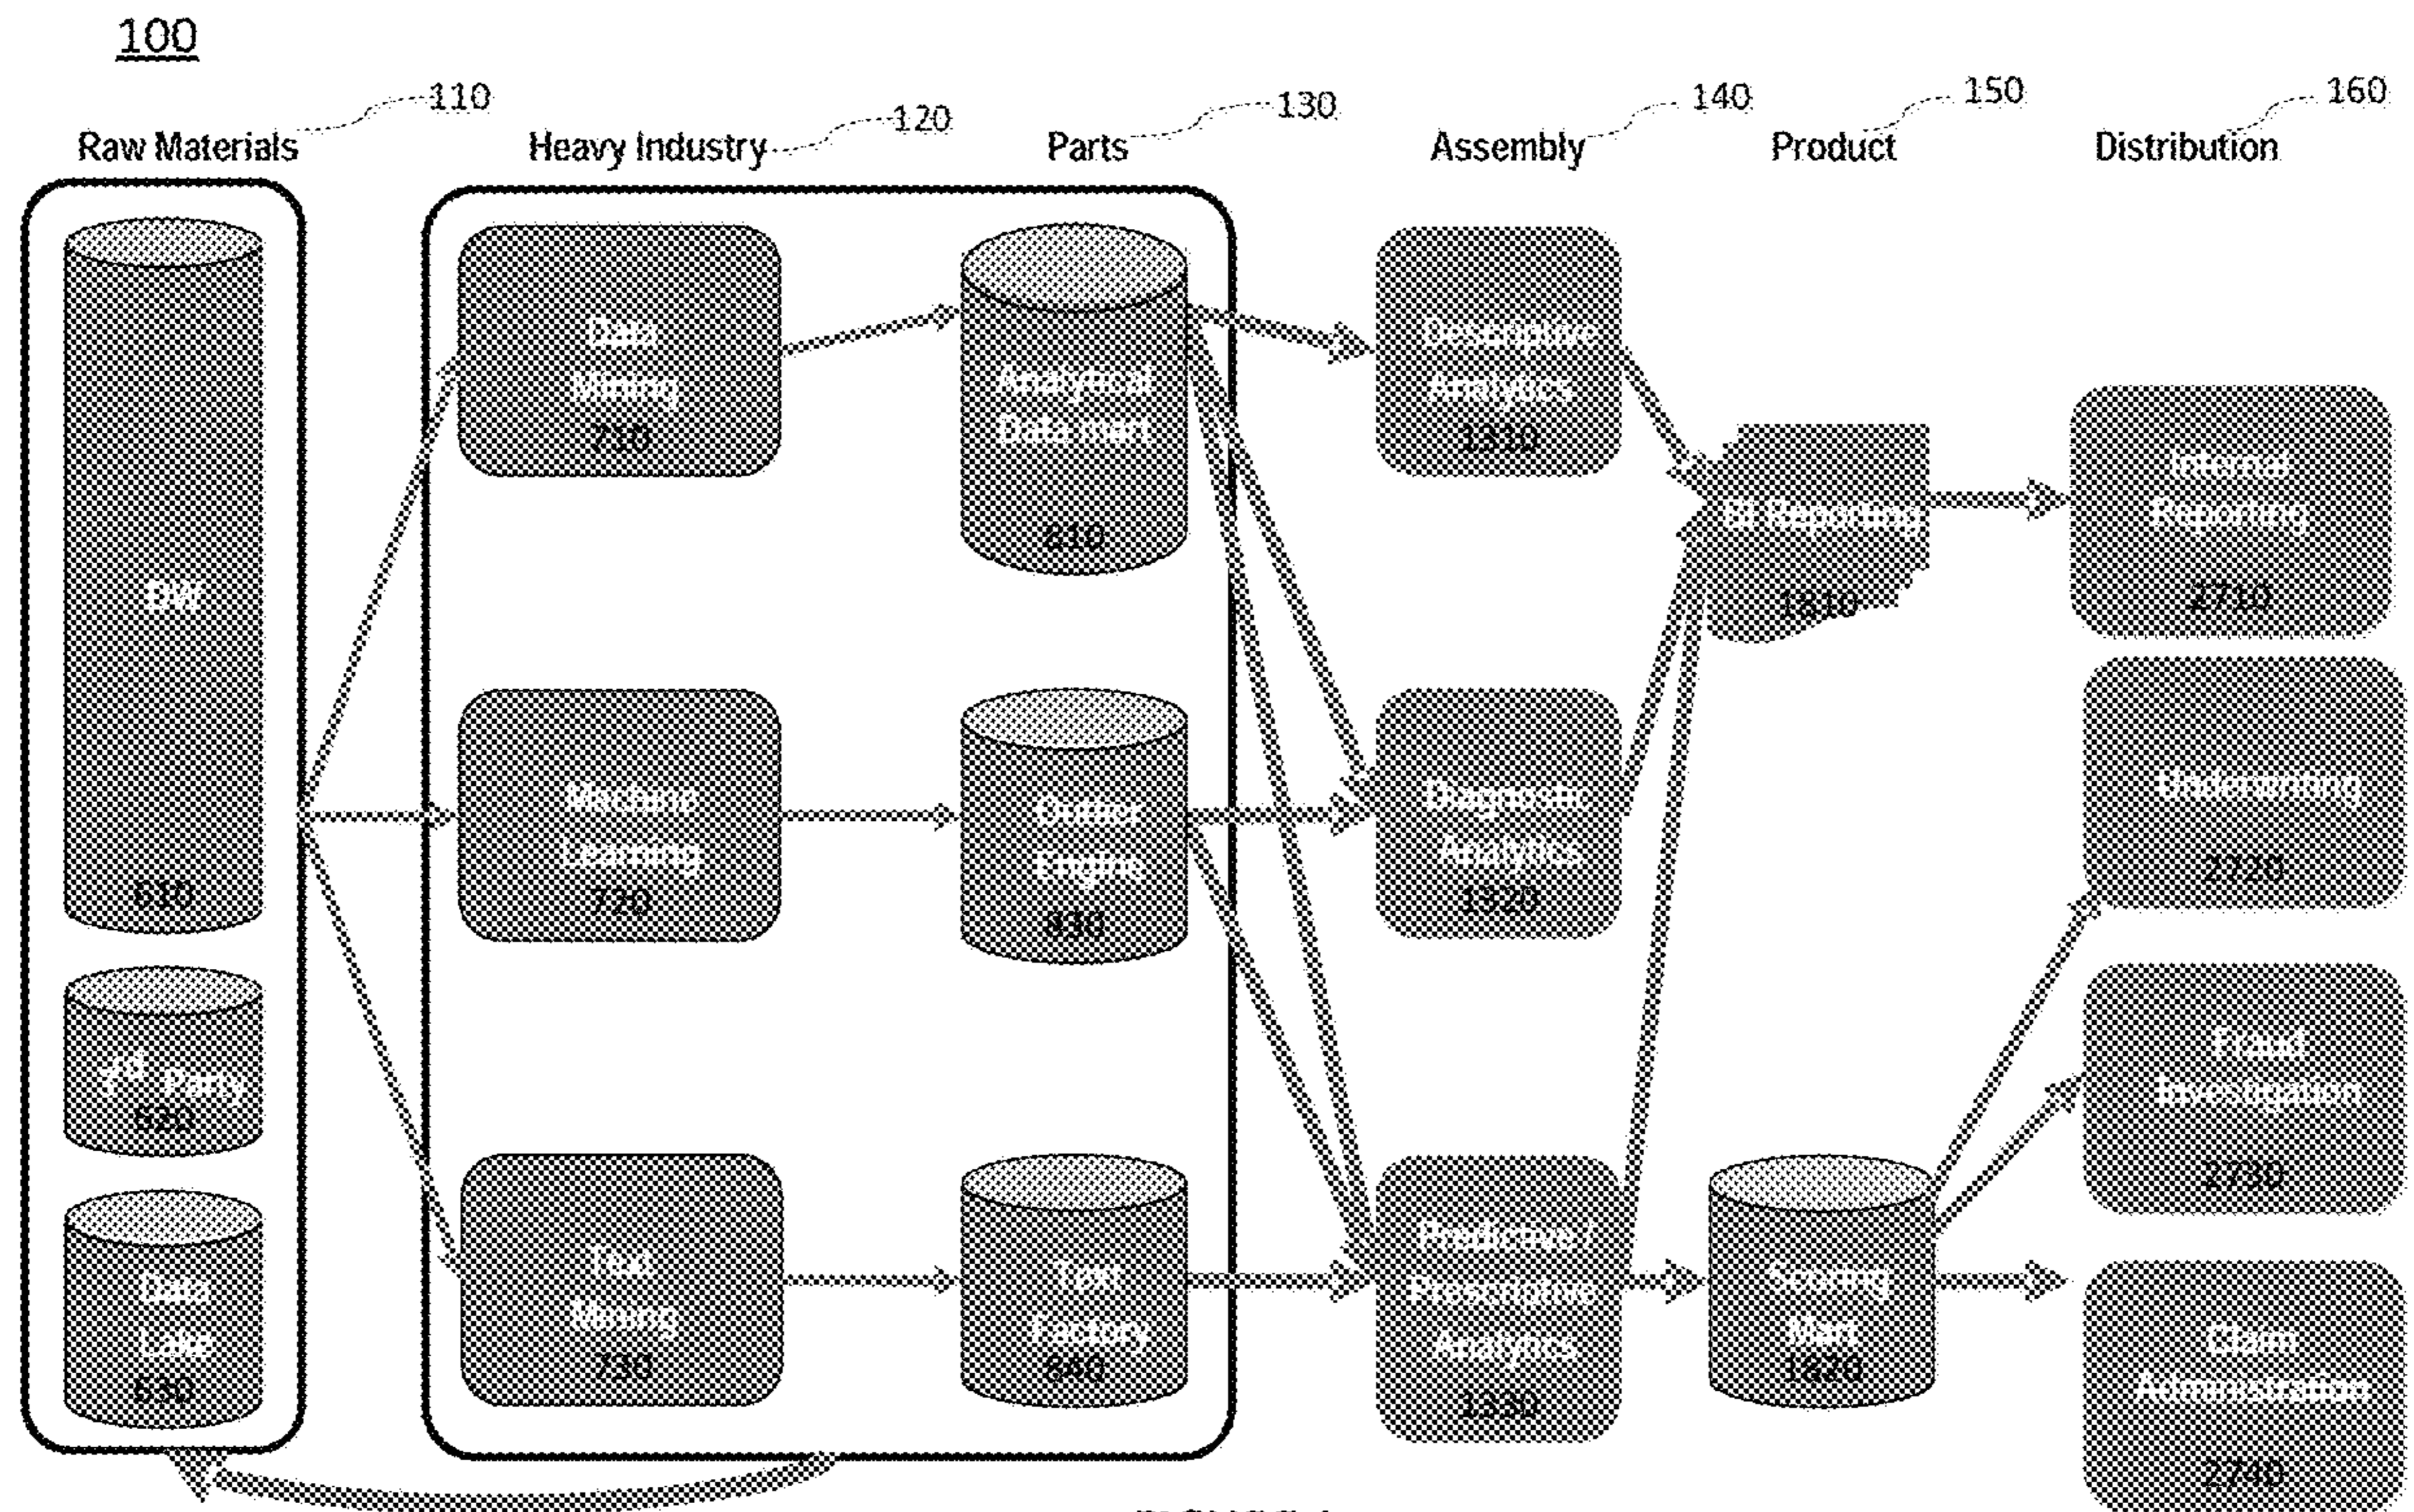 100
110
120
130
140
150
160
Raw Materials
Heavy Industry
Parts
Assembly
Product
Distribution
DW
610
Party
620
Data
Lake
630
Data
Mining
710
Machine
Learning
720
Text
Mining
730
Analytical
Data mart
810
Outlier
Engine
830
Text
Factory
840
Descriptive
Analytics
1310
Diagnostic
Analytics
1320
Predictive /
Prescriptive
Analytics
1330
BI Reporting
1810
Scoring
Mart
1820
Internal
Reporting
2710
Underwriting
2720
Fraud
Investigation
2730
Claim
Administration
2740